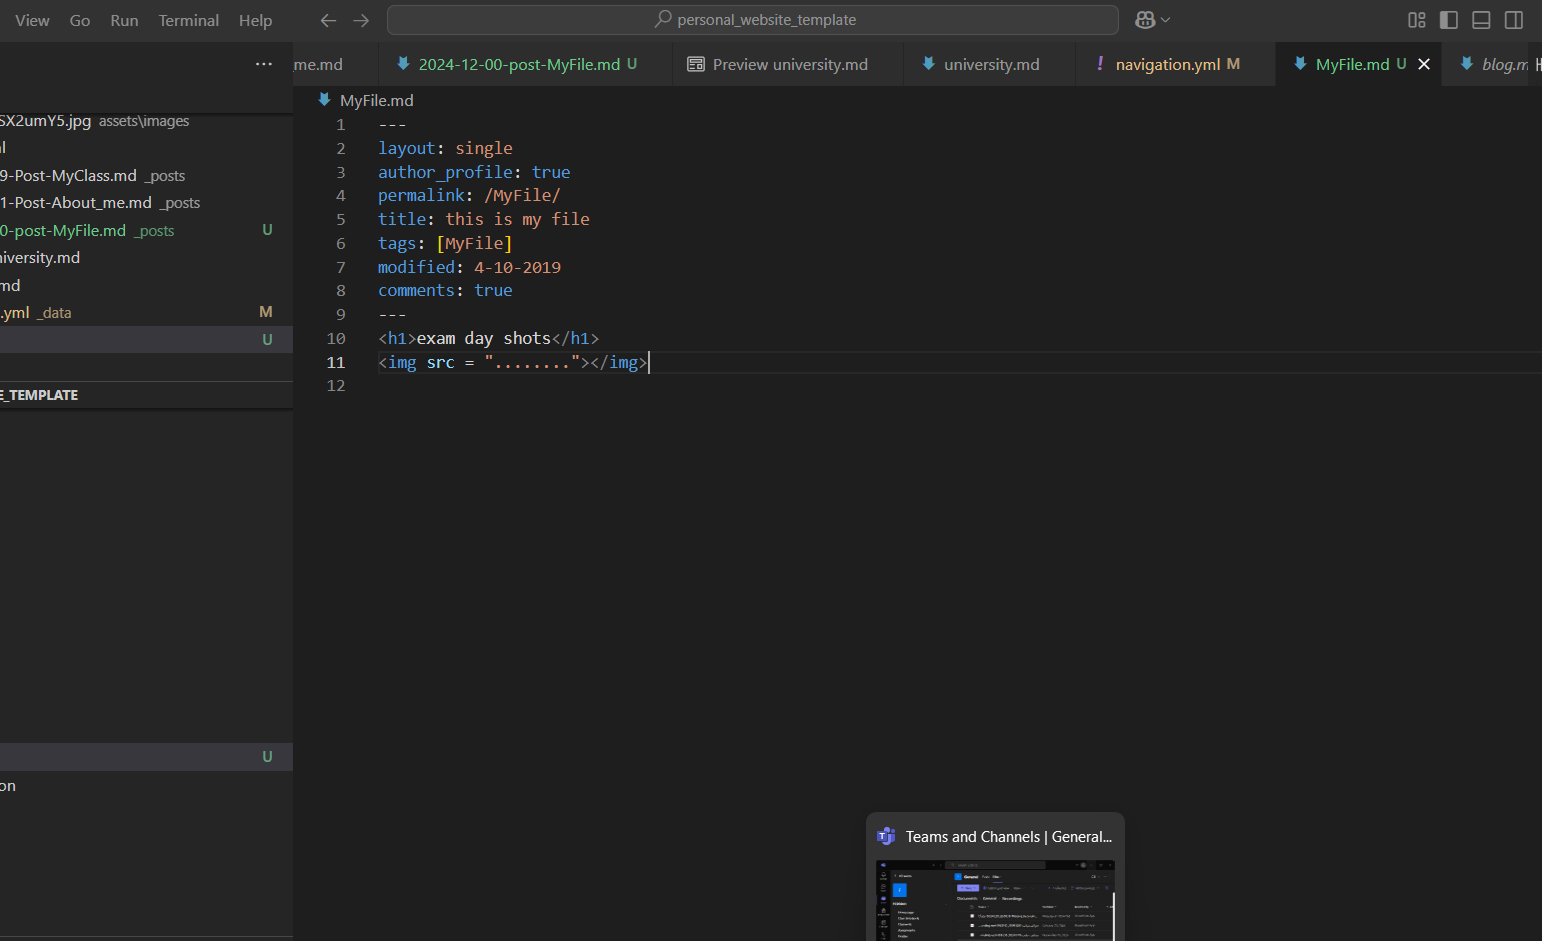 View Go Run Terminal Help personal_website_template
me.md 2024-12-00-post-MyFile.md U Preview university.md university.md ! navigation.yml M MyFile.md U blog.m
MyFile.md
SX2umY5.jpg assets\images
9-Post-MyClass.md _posts
1-Post-About_me.md _posts
0-post-MyFile.md _posts U
iversity.md
md
.yml _data M
U
E_TEMPLATE
U
on
1 ---
2 layout: single
3 author_profile: true
4 permalink: /MyFile/
5 title: this is my file
6 tags: [MyFile]
7 modified: 4-10-2019
8 comments: true
9 ---
10 <h1>exam day shots</h1>
11 <img src = "........"></img>
12
Teams and Channels | General...
General
Documents General Recordings